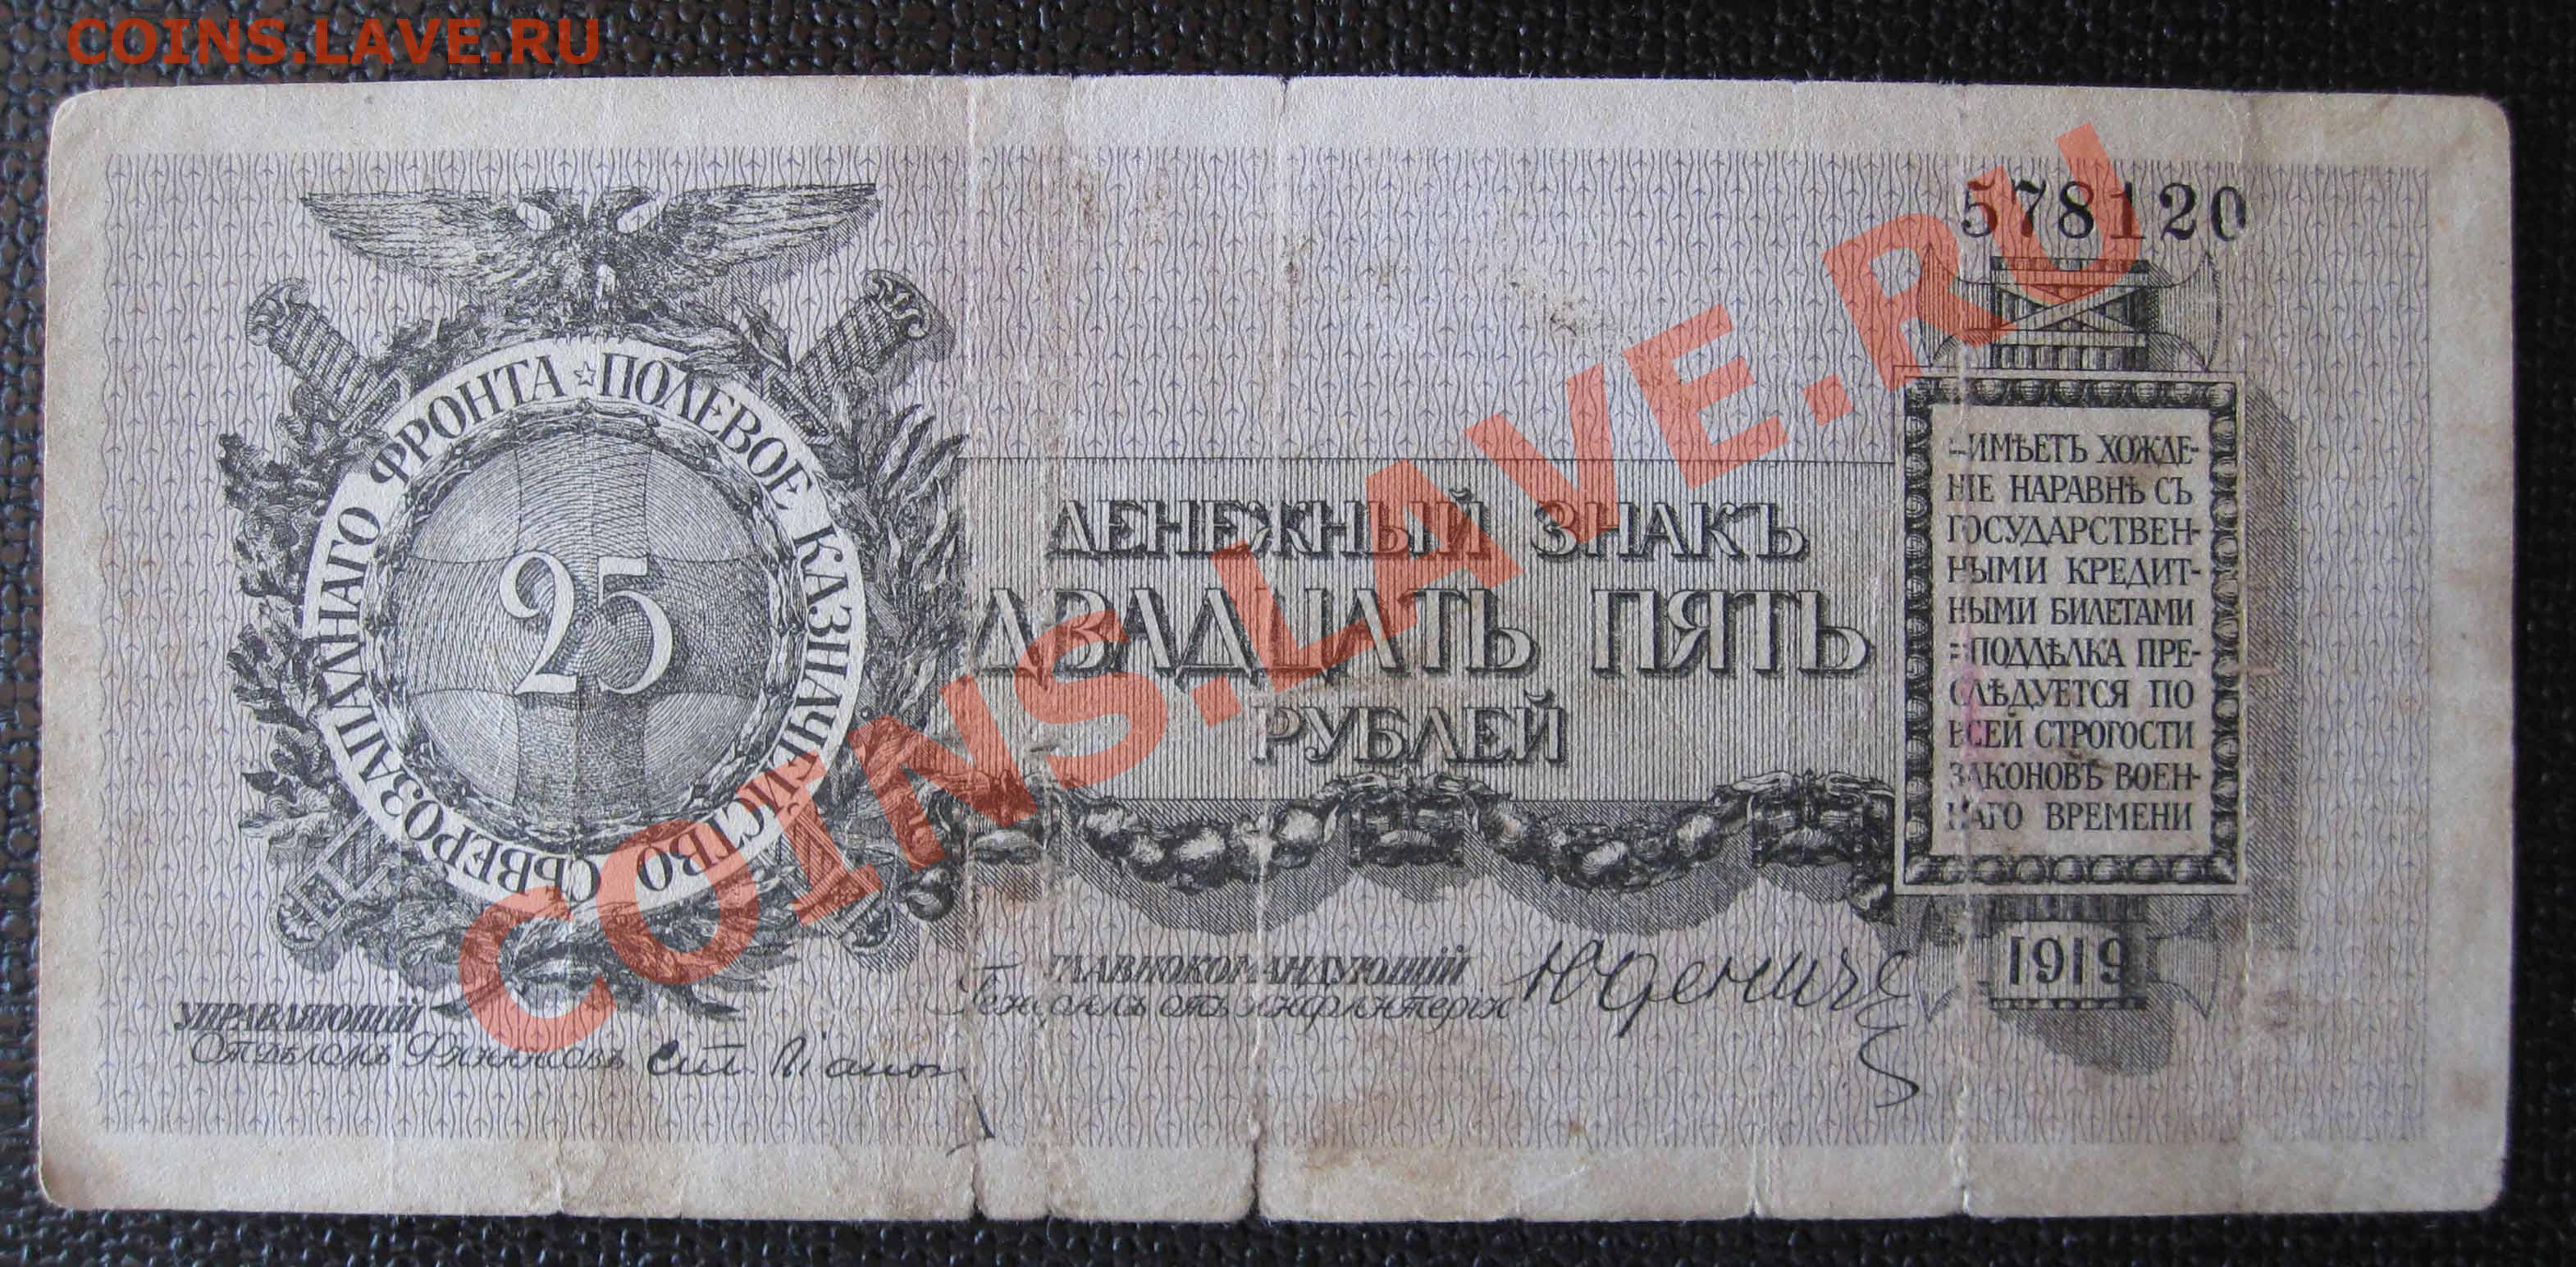 COINS.LAVE.RU
578120
ПОЛЕВОЕ КАЗНАЧЕЙСТВО СѢВЕРОЗАПАДНАГО ФРОНТА
25
ДЕНЕЖНЫЙ ЗНАКЪ
ДВАДЦАТЬ ПЯТЬ
РУБЛЕЙ
ИМѢЕТЪ ХОЖДЕ-
НІЕ НАРАВНѢ СЪ
ГОСУДАРСТВЕН-
НЫМИ КРЕДИТ-
НЫМИ БИЛЕТАМИ
ПОДДѢЛКА ПРЕ-
СЛѢДУЕТСЯ ПО
ВСЕЙ СТРОГОСТИ
ЗАКОНОВЪ ВОЕН-
НАГО ВРЕМЕНИ
1919
ГЛАВНОКОМАНДУЮЩІЙ
Генералъ отъ инфантеріи Юденичъ
УПРАВЛЯЮЩІЙ
Отдѣломъ Финансовъ
COINS.LAVE.RU